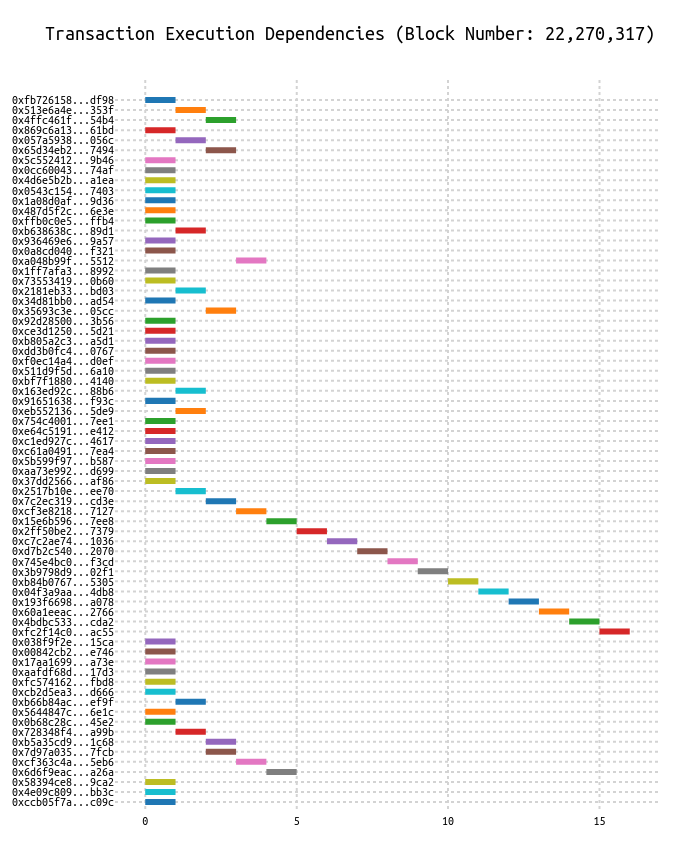 Transaction Execution Dependencies (Block Number: 22,270,317)
0xfb726158...df98
0x513e6a4e...353f
0x4ffc461f...54b4
0x869c6a13...61bd
0x057a5938...056c
0x65d34eb2...7494
0x5c552412...9b46
0x0cc60043...74af
0x4d6e5b2b...a1ea
0x0543c154...7403
0x1a08d0af...9d36
0x487d5f2c...6e3e
0xffb0c0e5...ffb4
0xb638638c...89d1
0x936469e6...9a57
0x0a8cd040...f321
0xa048b99f...5512
0x1ff7afa3...8992
0x73553419...0b60
0x2181eb33...bd03
0x34d81bb0...ad54
0x35693c3e...05cc
0x92d28500...3b56
0xce3d1250...5d21
0xb805a2c3...a5d1
0xdd3b0fc4...0767
0xf0ec14a4...d0ef
0x511d9f5d...6a10
0xbf7f1880...4140
0x163ed92c...88b6
0x91651638...f93c
0xeb552136...5de9
0x754c4001...7ee1
0xe64c5191...e412
0xc1ed927c...4617
0xc61a0491...7ea4
0x5b599f97...b587
0xaa73e992...d699
0x37dd2566...af86
0x2517b10e...ee70
0x7c2ec319...cd3e
0xcf3e8218...7127
0x15e6b596...7ee8
0x2ff50be2...7379
0xc7c2ae74...1036
0xd7b2c540...2070
0x745e4bc0...f3cd
0x3b9798d9...02f1
0xb84b0767...5305
0x04f3a9aa...4db8
0x193f6698...a078
0x60a1eeac...2766
0x4bdbc533...cda2
0xfc2f14c0...ac55
0x038f9f2e...15ca
0x00842cb2...e746
0x17aa1699...a73e
0xaafdf68d...17d3
0xfc574162...fbd8
0xcb2d5ea3...d666
0xb66b84ac...ef9f
0x5644847c...6e1c
0x0b68c28c...45e2
0x728348f4...a99b
0xb5a35cd9...1c68
0x7d97a035...7fcb
0xcf363c4a...5eb6
0x6d6f9eac...a26a
0x58394ce8...9ca2
0x4e09c809...bb3c
0xccb05f7a...c09c
0 5 10 15